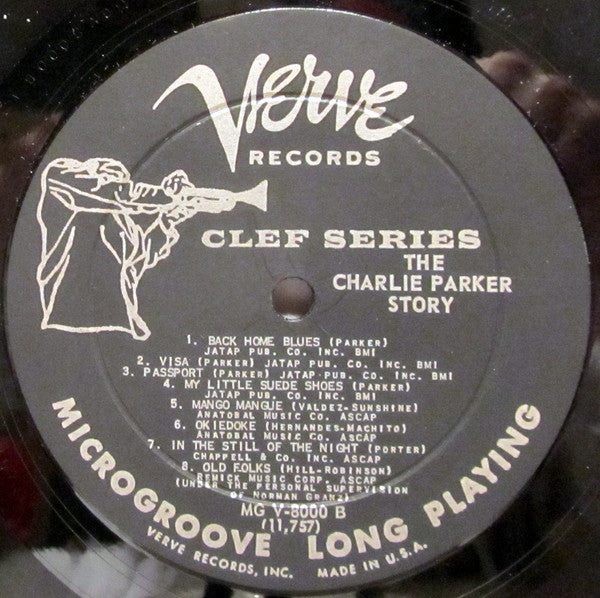 Verve
RECORDS
CLEF SERIES
THE
CHARLIE PARKER
STORY
1. BACK HOME BLUES (PARKER)
JATAP PUB. CO. INC. BMI
2. VISA (PARKER) JATAP PUB. CO. INC. BMI
3. PASSPORT (PARKER) JATAP PUB. CO. INC. BMI
4. MY LITTLE SUEDE SHOES (PARKER)
JATAP PUB. CO. INC. BMI
5. MANGO MANGUE (VALDEZ-SUNSHINE)
ANATOBAL MUSIC CO. ASCAP
6. OKIEDOKE (HERNANDES-MACHITO)
ANATOBAL MUSIC CO. ASCAP
7. IN THE STILL OF THE NIGHT (PORTER)
CHAPPELL & CO. INC. ASCAP
8. OLD FOLKS (HILL-ROBINSON)
REMICK MUSIC CORP. ASCAP
(UNDER THE PERSONAL SUPERVISION
OF NORMAN GRANZ)
MG V-8000 B
(11,757)
MICROGROOVE LONG PLAYING
VERVE RECORDS, INC. MADE IN U.S.A.